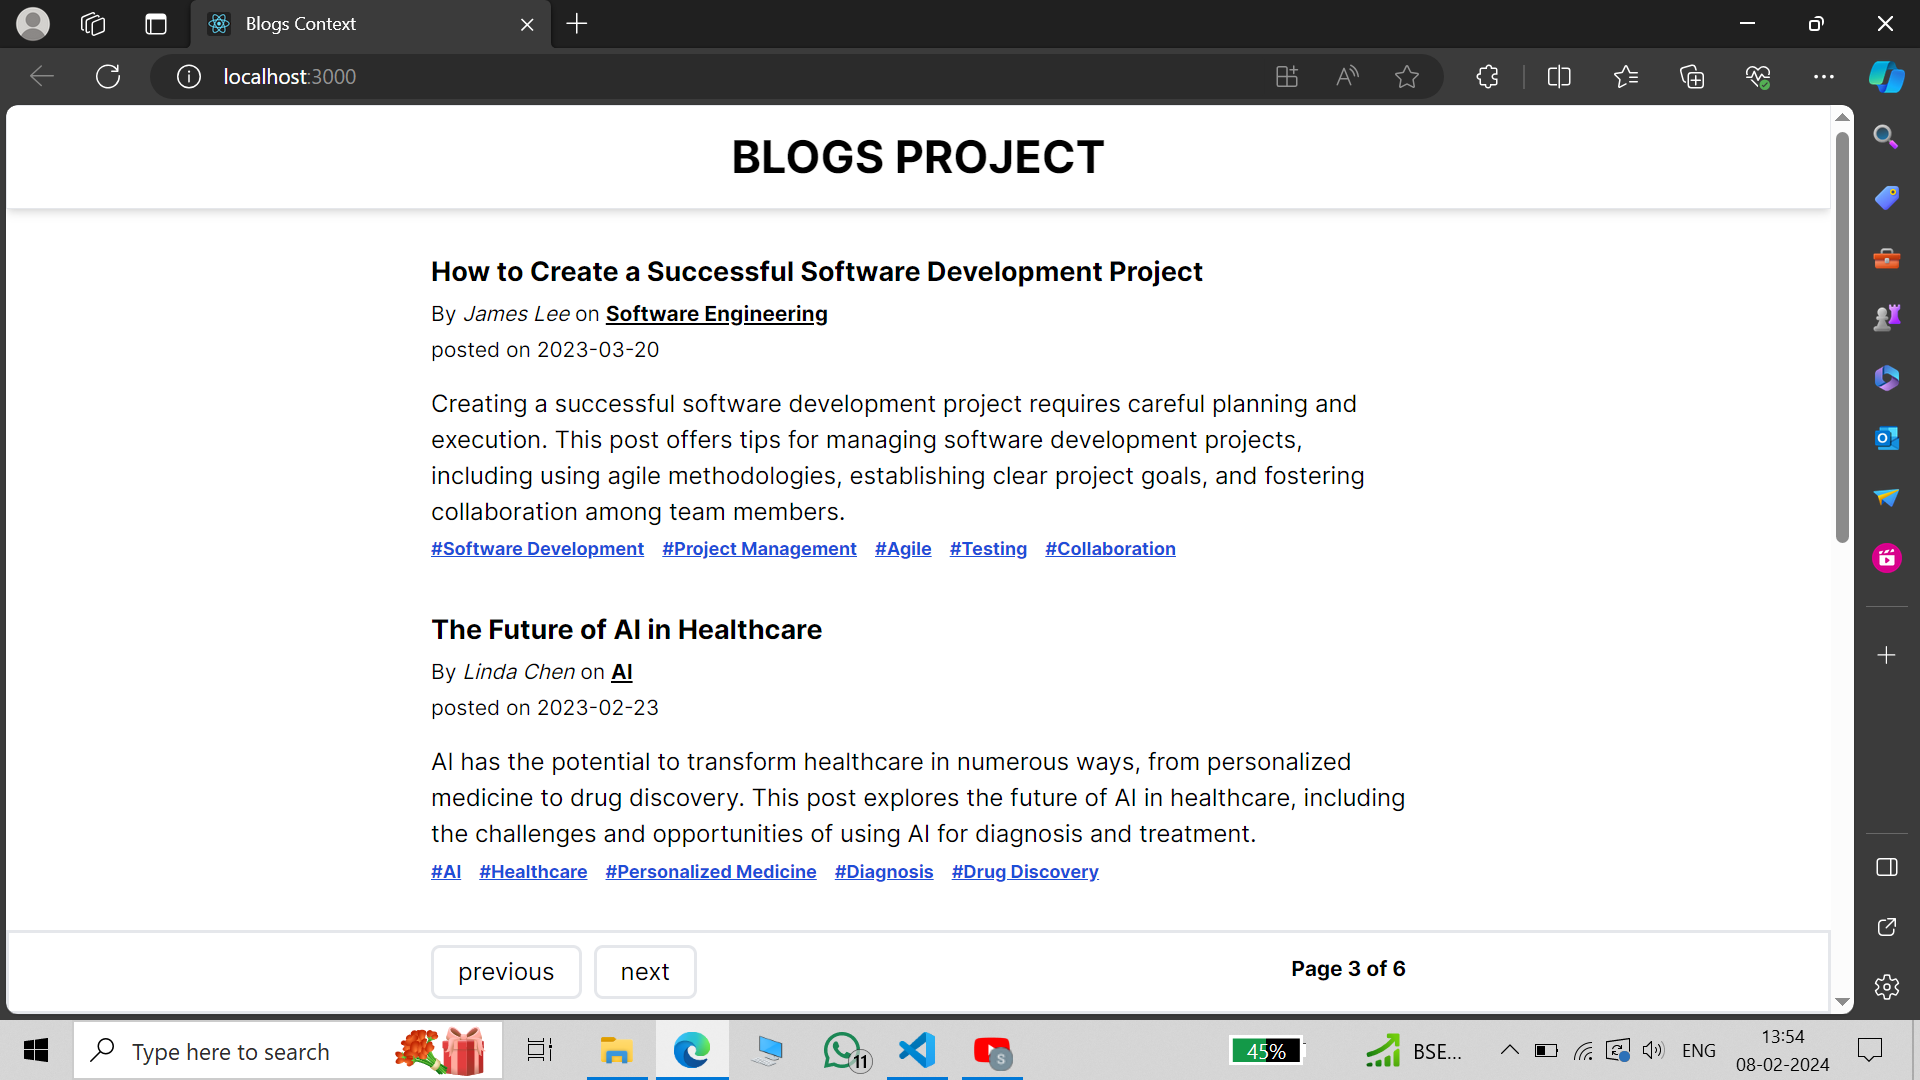 Blogs Context
localhost:3000
BLOGS PROJECT
How to Create a Successful Software Development Project
By James Lee on Software Engineering
posted on 2023-03-20
Creating a successful software development project requires careful planning and
execution. This post offers tips for managing software development projects,
including using agile methodologies, establishing clear project goals, and fostering
collaboration among team members.
#Software Development #Project Management #Agile #Testing #Collaboration
The Future of AI in Healthcare
By Linda Chen on AI
posted on 2023-02-23
AI has the potential to transform healthcare in numerous ways, from personalized
medicine to drug discovery. This post explores the future of AI in healthcare, including
the challenges and opportunities of using AI for diagnosis and treatment.
#AI #Healthcare #Personalized Medicine #Diagnosis #Drug Discovery
previous next Page 3 of 6
Type here to search 11 S 45% BSE... ENG 13:54
08-02-2024